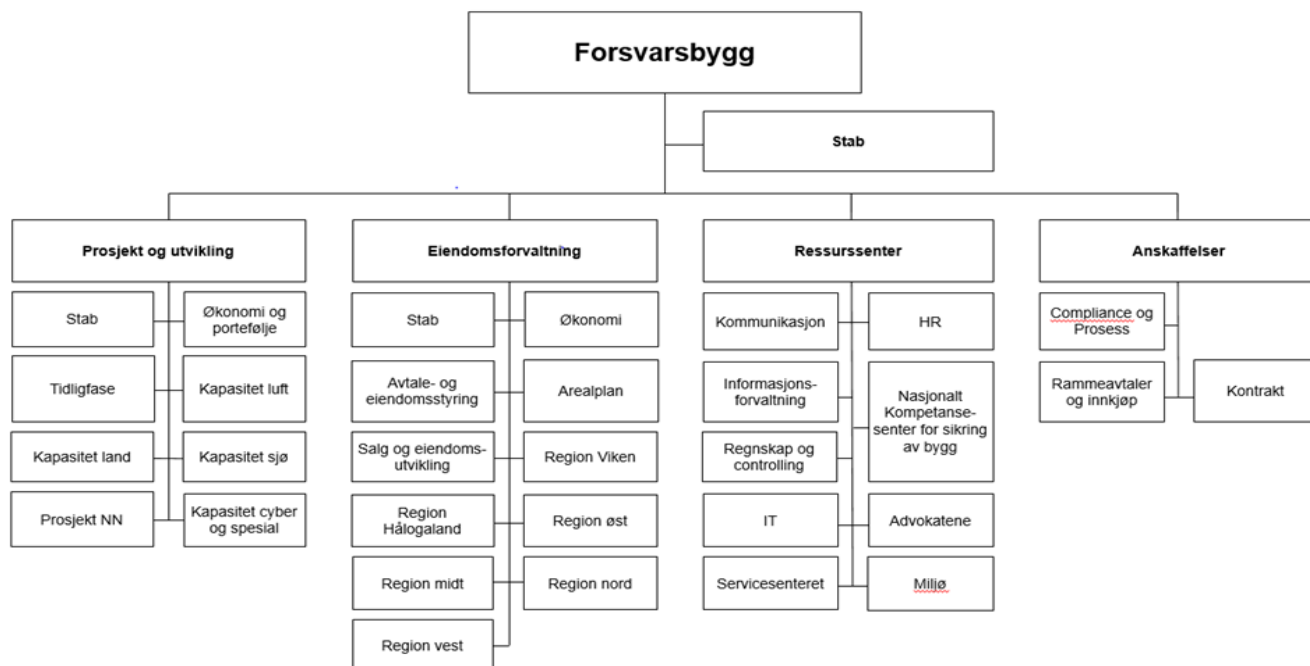 Forsvarsbygg
Stab
Prosjekt og utvikling
Eiendomsforvaltning
Ressurssenter
Anskaffelser
Stab
Økonomi og
portefølje
Tidligfase
Kapasitet luft
Kapasitet land
Kapasitet sjø
Prosjekt NN
Kapasitet cyber
og spesial
Stab
Økonomi
Avtale- og
eiendomsstyring
Arealplan
Salg og eiendoms-
utvikling
Region Viken
Region
Hålogaland
Region øst
Region midt
Region nord
Region vest
Kommunikasjon
HR
Informasjons-
forvaltning
Nasjonalt
Kompetanse-
senter for sikring
av bygg
Regnskap og
controlling
IT
Advokatene
Servicesenteret
Miljø
Compliance og
Prosess
Rammeavtaler
og innkjøp
Kontrakt